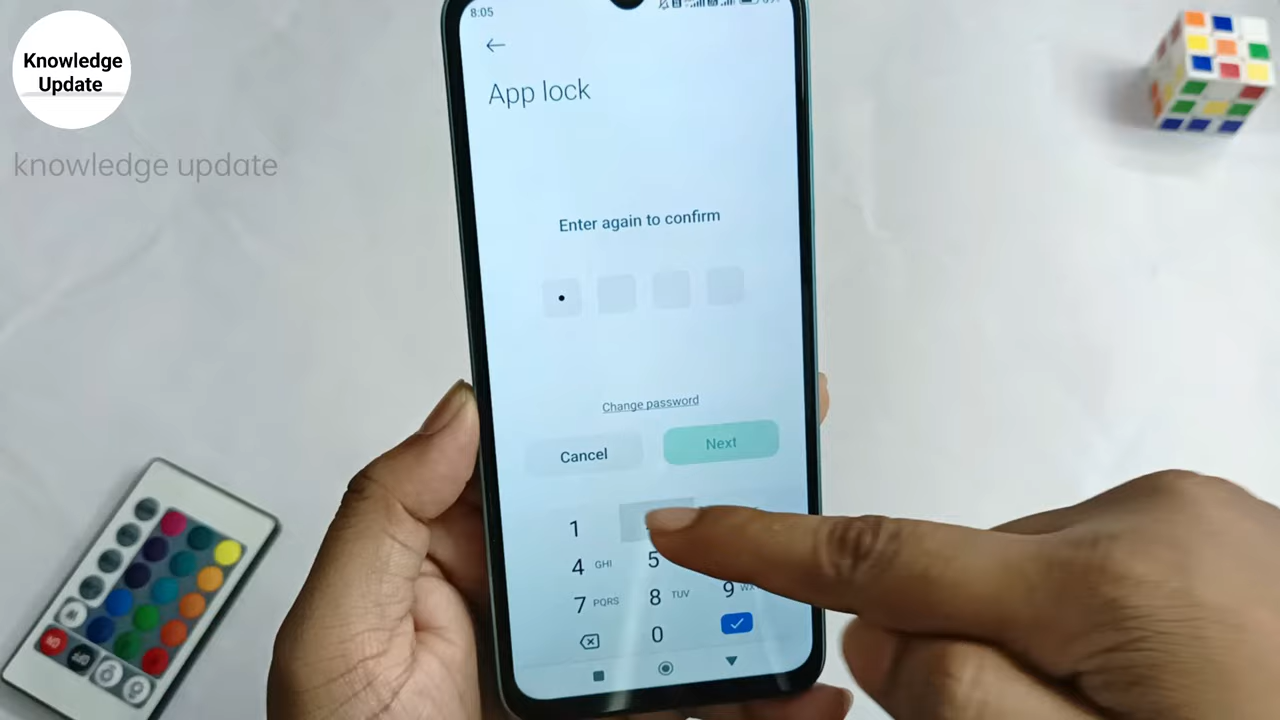 Knowledge
Update
knowledge update
8:05
App lock
Enter again to confirm
Change password
Cancel
Next
1
4 GHI
5
7 PQRS
8 TUV
9
0